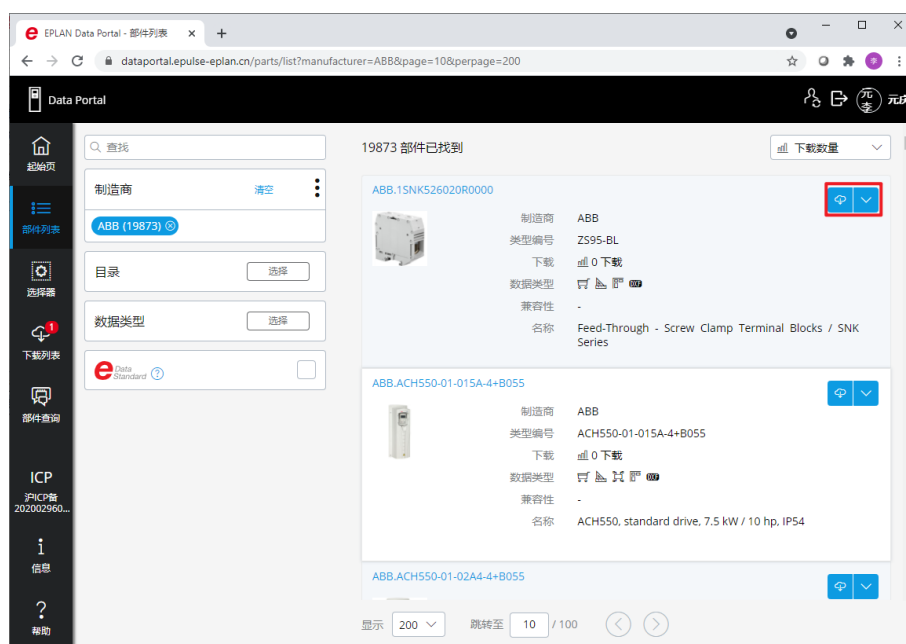 EPLAN Data Portal - 部件列表
dataportal.epulse-eplan.cn/parts/list?manufacturer=ABB&page=10&perpage=200
李
Data Portal
元李
元庆
起始页
部件列表
选择器
1
下载列表
部件查询
ICP
沪ICP备
202002960...
信息
帮助
查找
制造商 清空
ABB (19873)
目录 选择
数据类型 选择
e Data Standard
19873 部件已找到
下载数量
ABB.1SNK526020R0000
制造商 ABB
类型编号 ZS95-BL
下载 0 下载
数据类型 DXF
兼容性 -
名称 Feed-Through - Screw Clamp Terminal Blocks / SNK
Series
ABB.ACH550-01-015A-4+B055
制造商 ABB
类型编号 ACH550-01-015A-4+B055
下载 0 下载
数据类型 DXF
兼容性 -
名称 ACH550, standard drive, 7.5 kW / 10 hp, IP54
ABB.ACH550-01-02A4-4+B055
显示 200 跳转至 10 / 100